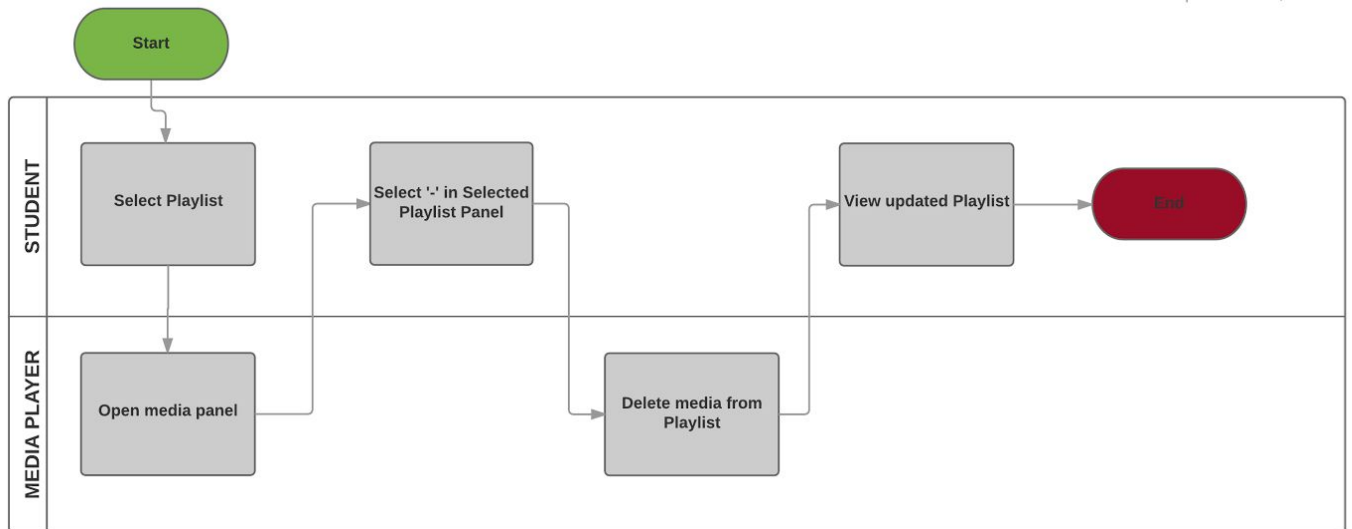 Start
STUDENT
Select Playlist
Select '-' in Selected
Playlist Panel
View updated Playlist
End
MEDIA PLAYER
Open media panel
Delete media from
Playlist